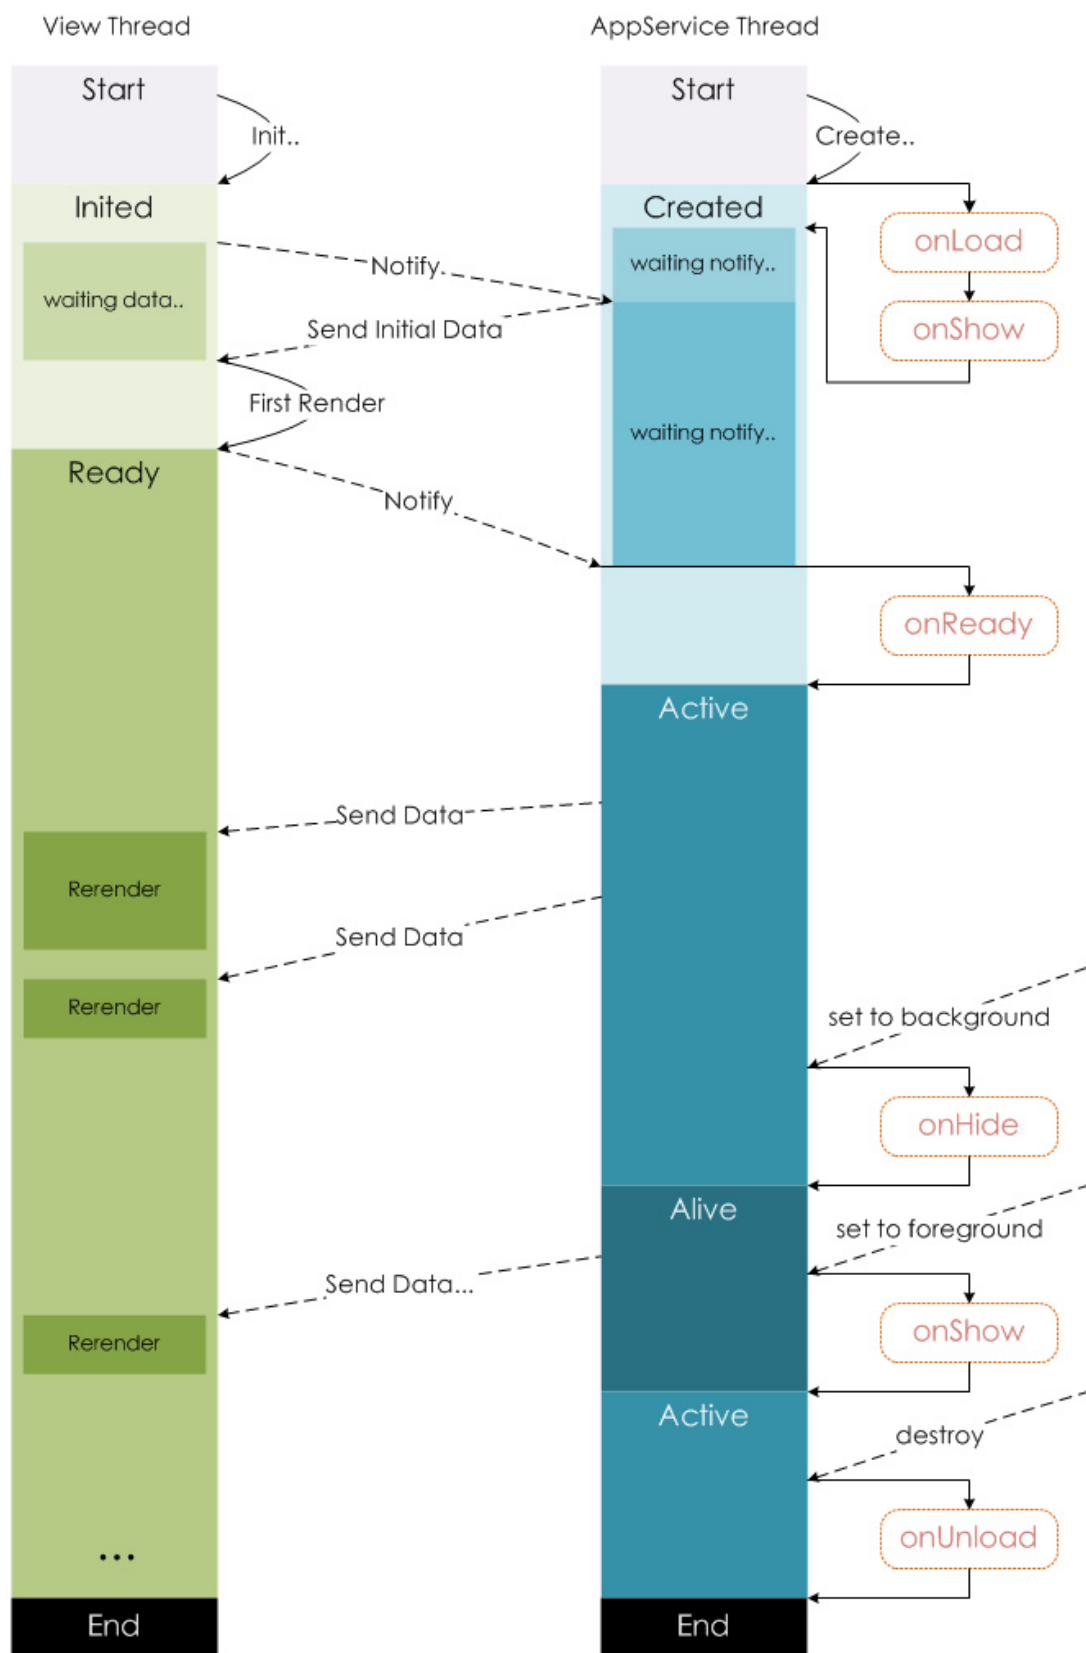 View Thread
AppService Thread
Start
Start
Init..
Create..
Inited
Created
onLoad
waiting notify..
Notify
waiting data..
Send Initial Data
onShow
First Render
waiting notify..
Ready
Notify
onReady
Active
Send Data
Rerender
Send Data
Rerender
set to background
onHide
Alive
set to foreground
Send Data...
onShow
Rerender
Active
destroy
onUnload
...
End
End